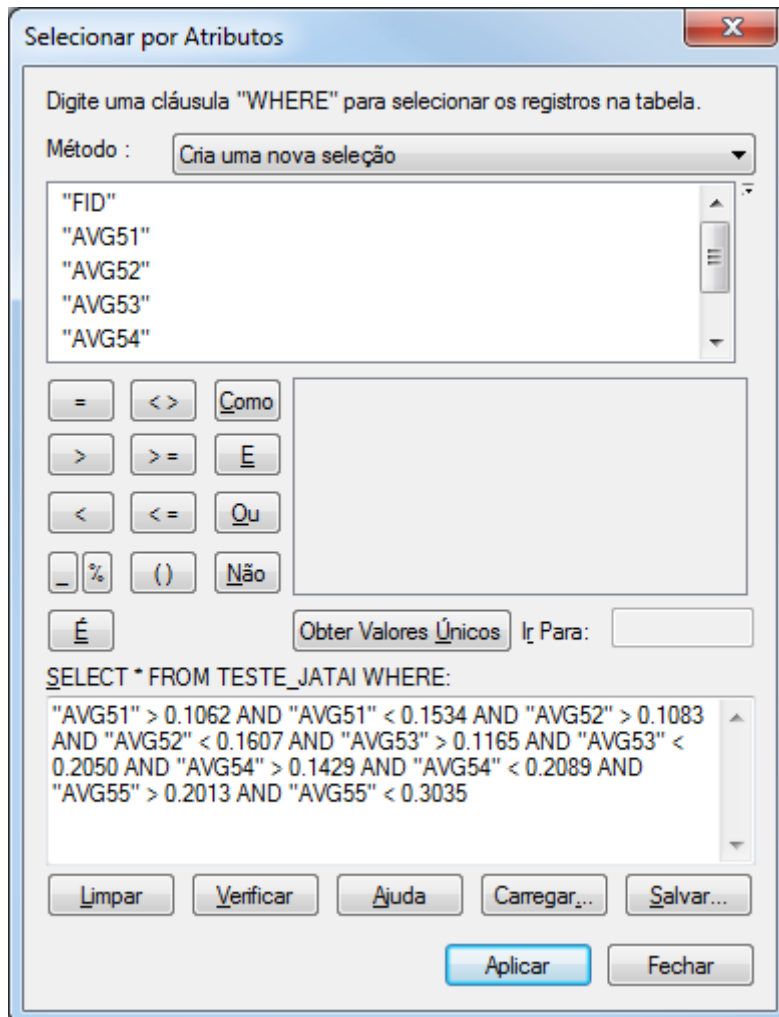 Selecionar por Atributos
x
Digite uma cláusula "WHERE" para selecionar os registros na tabela.
Método : Cria uma nova seleção
"FID"
"AVG51"
"AVG52"
"AVG53"
"AVG54"
= < > Como
> > = E
< < = Ou
_ % () Não
É Obter Valores Únicos Ir Para:
SELECT * FROM TESTE_JATAI WHERE:
"AVG51" > 0.1062 AND "AVG51" < 0.1534 AND "AVG52" > 0.1083
AND "AVG52" < 0.1607 AND "AVG53" > 0.1165 AND "AVG53" <
0.2050 AND "AVG54" > 0.1429 AND "AVG54" < 0.2089 AND
"AVG55" > 0.2013 AND "AVG55" < 0.3035
Limpar Verificar Ajuda Carregar... Salvar...
Aplicar Fechar